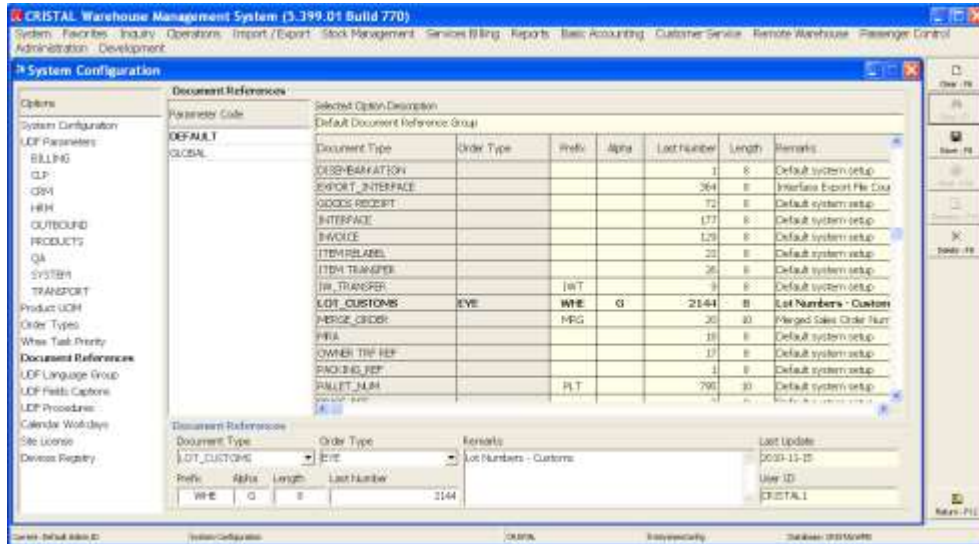 CRISTAL Warehouse Management System (5.399.01 Build 770)
System Favorites Inquiry Operations Import/Export Stock Management Services Billing Reports Basic Accounting Customer Service Remote Warehouse Passenger Control
Administration Development
System Configuration
Options
System Configuration
UDF Parameters
BILLING
CLP
CRM
HRM
OUTBOUND
PRODUCTS
QA
SYSTEM
TRANSPORT
Product UOM
Order Types
Whse Task Priority
Document References
UDF Language Group
UDF Fields Captions
UDF Procedures
Calendar Workdays
Site License
Devices Registry
Document References
Parameter Code
DEFAULT
GLOBAL
Selected Option Description
Default Document Reference Group
Document Type Order Type Prefix Alpha Last Number Length Remarks
DISEMBARKATION 1 8 Default system setup
EXPORT_INTERFACE 364 8 Interface Export File Cou
GOODS RECEIPT 72 8 Default system setup
INTERFACE 177 8 Default system setup
INVOICE 129 8 Default system setup
ITEM RELABEL 8 Default system setup
ITEM TRANSFER 8 Default system setup
IW_TRANSFER IWT 8 Default system setup
LOT_CUSTOMS EYE WHE G 2144 8 Lot Numbers - Custom
MERGE_ORDER MRG 10 Merged Sales Order Num
MRA 8 Default system setup
OWNER TRF REF 17 8 Default system setup
PACKING_REF 1 8 Default system setup
PALLET_NUM PLT 10 Default system setup
Document References
Document Type Order Type Remarks Last Update
LOT_CUSTOMS EYE Lot Numbers - Customs 2010-11-15
Prefix Alpha Length Last Number User ID
WHE G 8 2144 CRISTAL1
Clear - F6
Save - F8
Delete - F9
Return - F12
System Configuration
CRISTAL